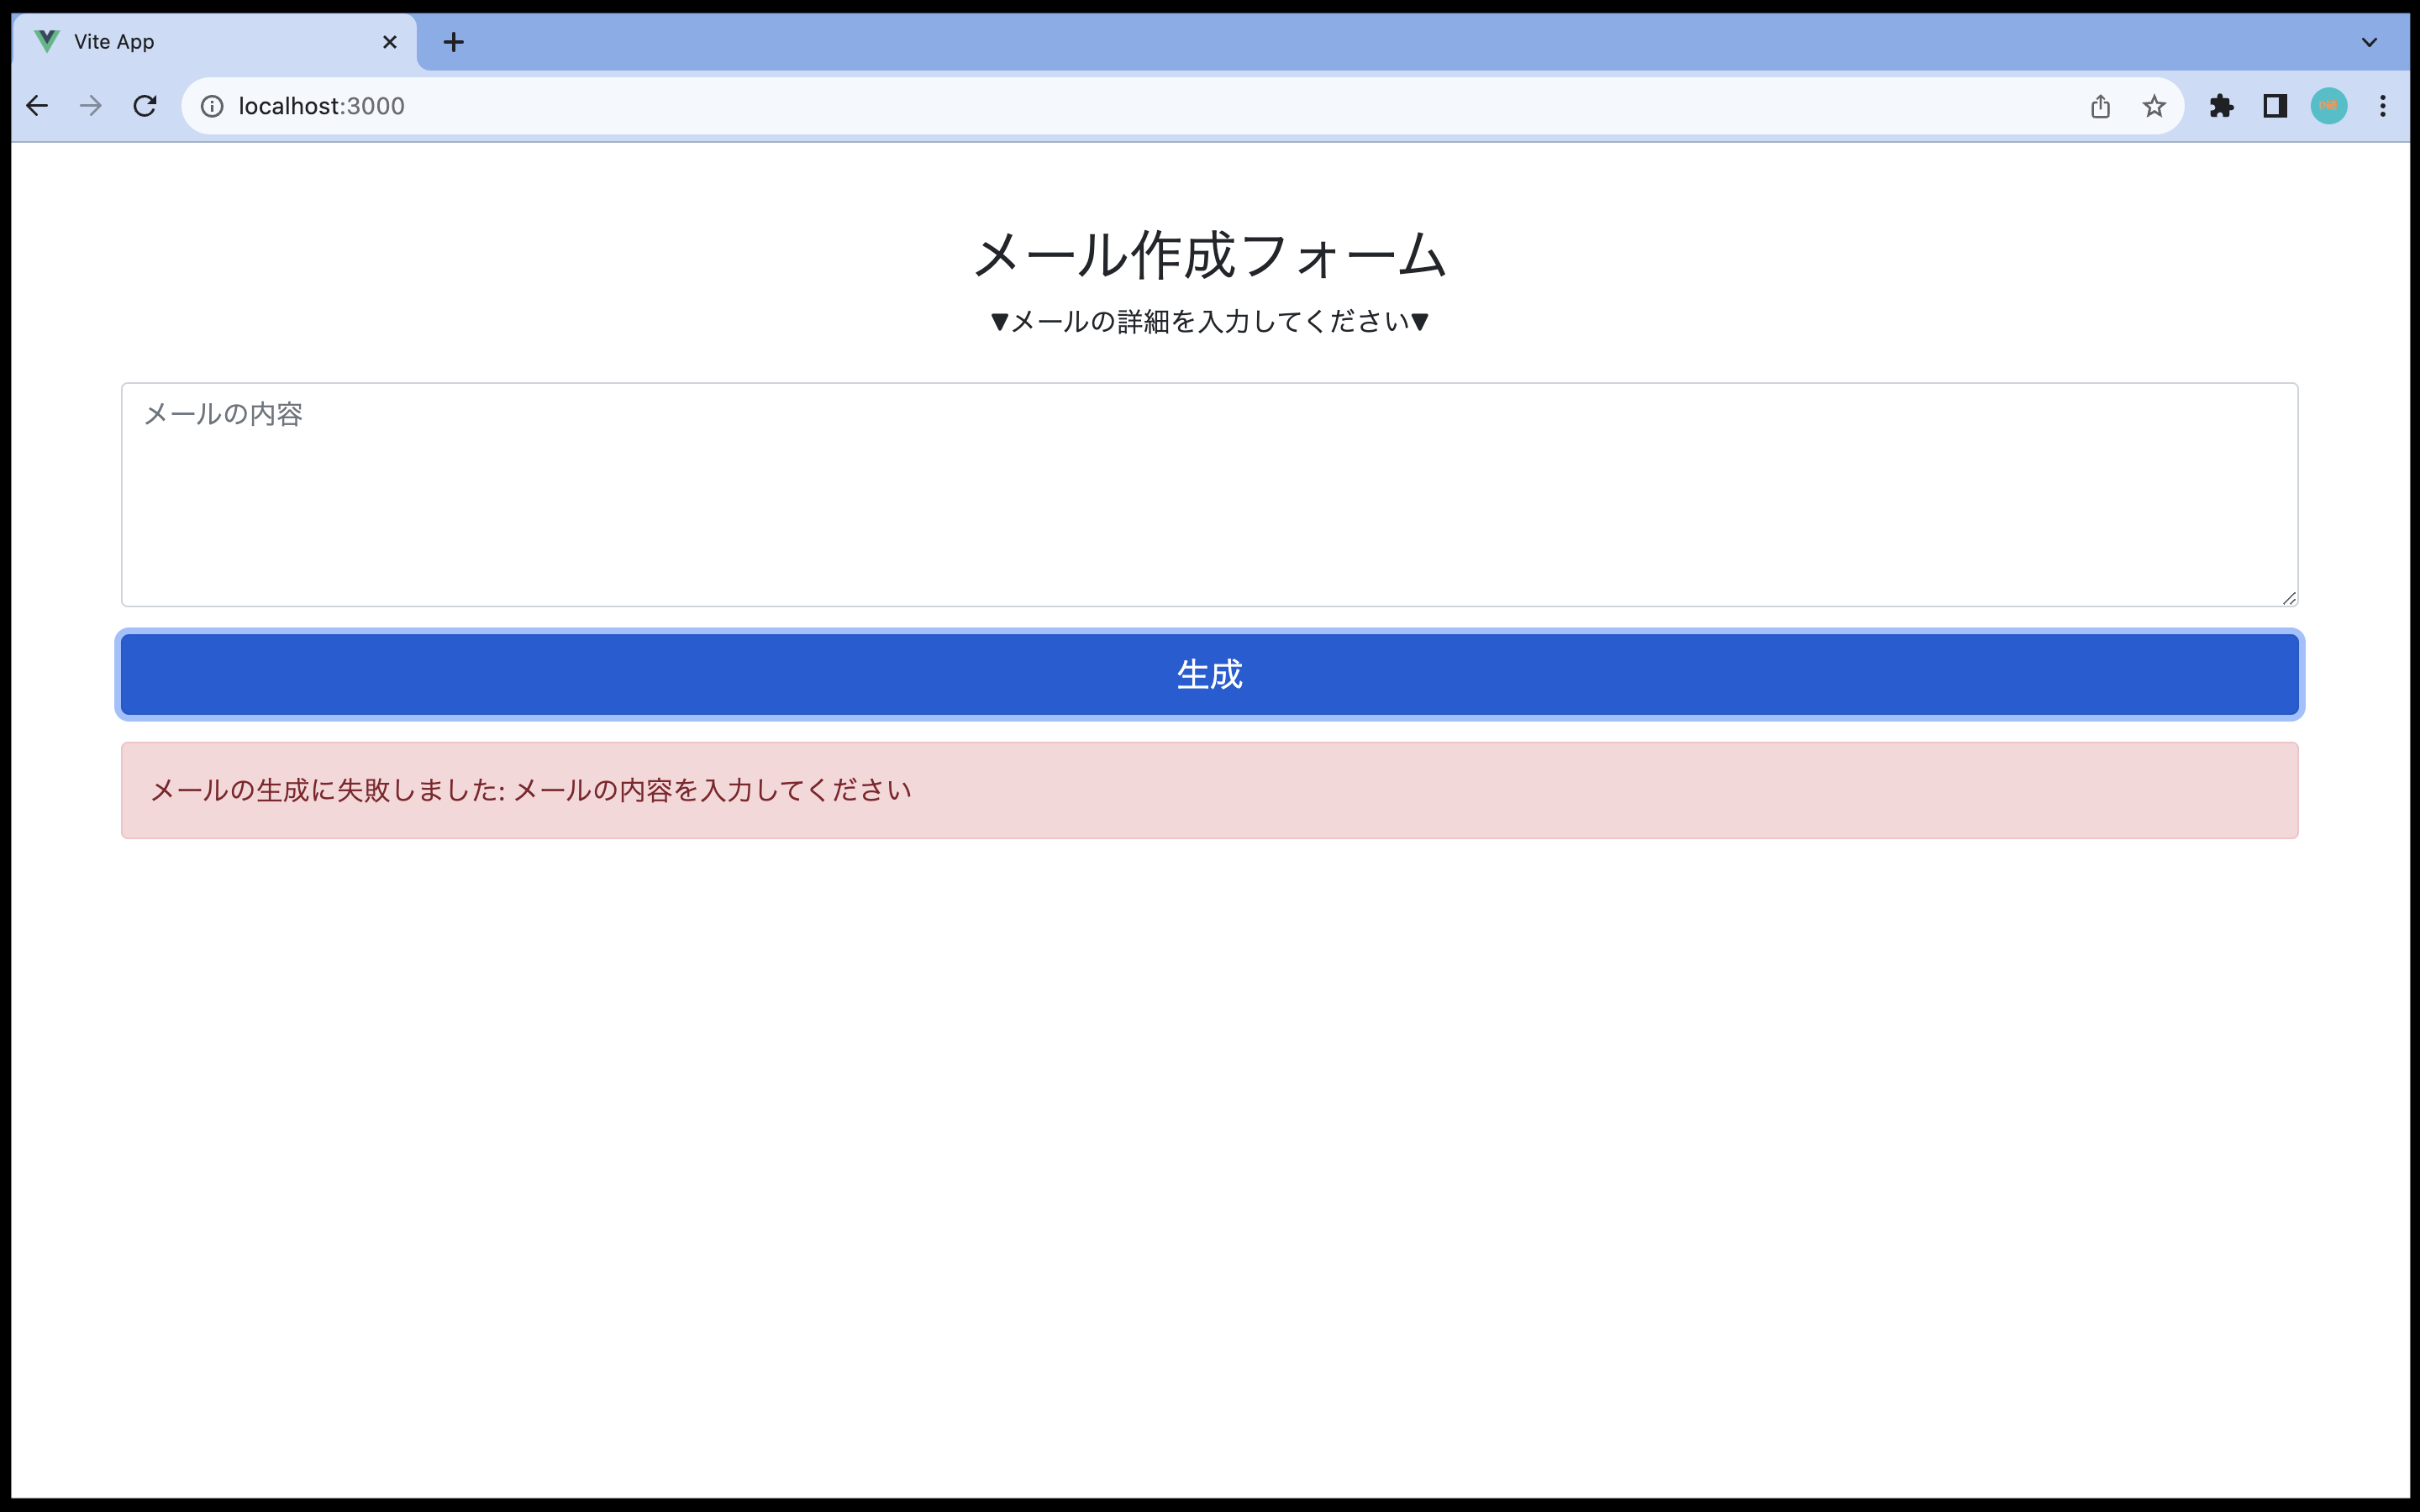 Vite App
localhost:3000
メール作成フォーム
▼メールの詳細を入力してください▼
メールの内容
生成
メールの生成に失敗しました: メールの内容を入力してください